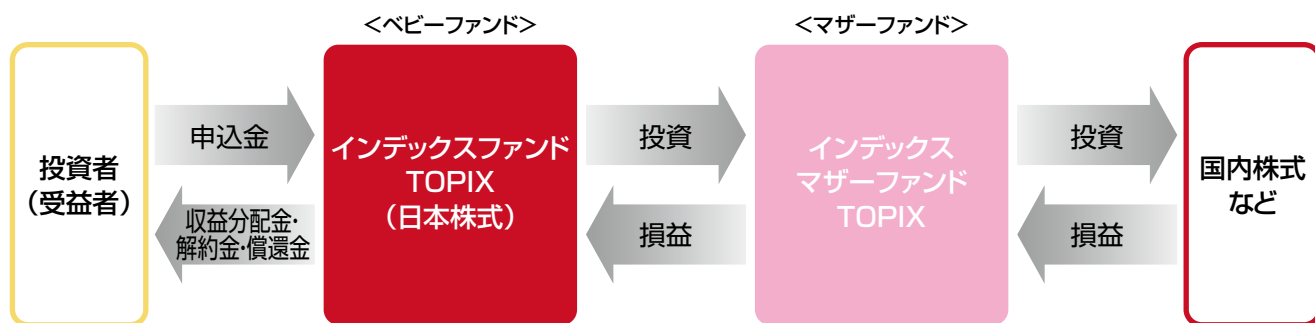 <ベビーファンド>
<マザーファンド>
投資者
(受益者)
申込金
収益分配金・
解約金・償還金
インデックスファンド
TOPIX
(日本株式)
投資
損益
インデックス
マザーファンド
TOPIX
投資
損益
国内株式
など